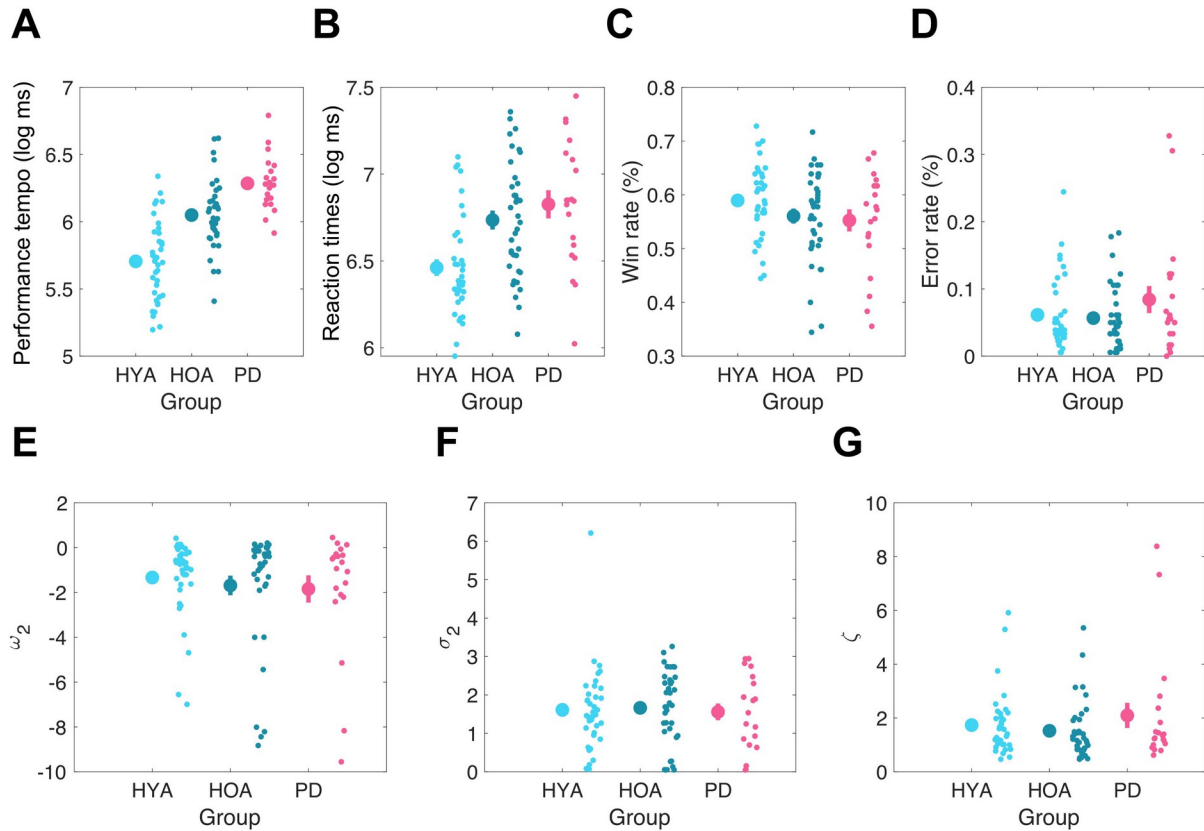 A
B
C
D
Performance tempo (log ms)
7
6.5
6
5.5
5
HYA HOA PD
Group
Reaction times (log ms)
7.5
7
6.5
6
HYA HOA PD
Group
Win rate (%)
0.8
0.7
0.6
0.5
0.4
0.3
HYA HOA PD
Group
Error rate (%)
0.4
0.3
0.2
0.1
0
HYA HOA PD
Group
E
F
G
ω2
2
0
-2
-4
-6
-8
-10
HYA HOA PD
Group
σ2
7
6
5
4
3
2
1
0
HYA HOA PD
Group
ζ
10
8
6
4
2
0
HYA HOA PD
Group